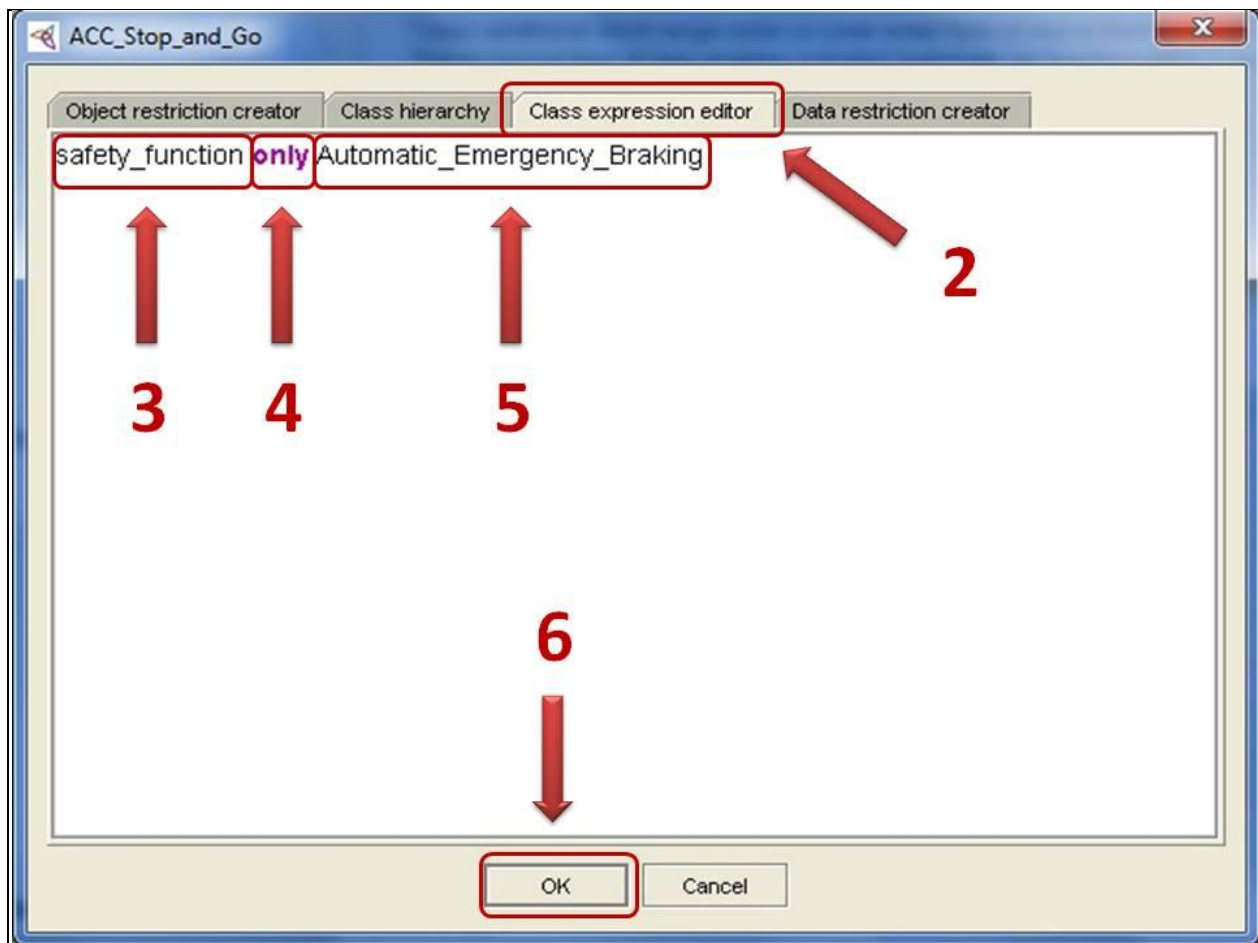 ACC_Stop_and_Go
Object restriction creator Class hierarchy Class expression editor Data restriction creator
safety_function only Automatic_Emergency_Braking
2
3 4 5
6
OK Cancel